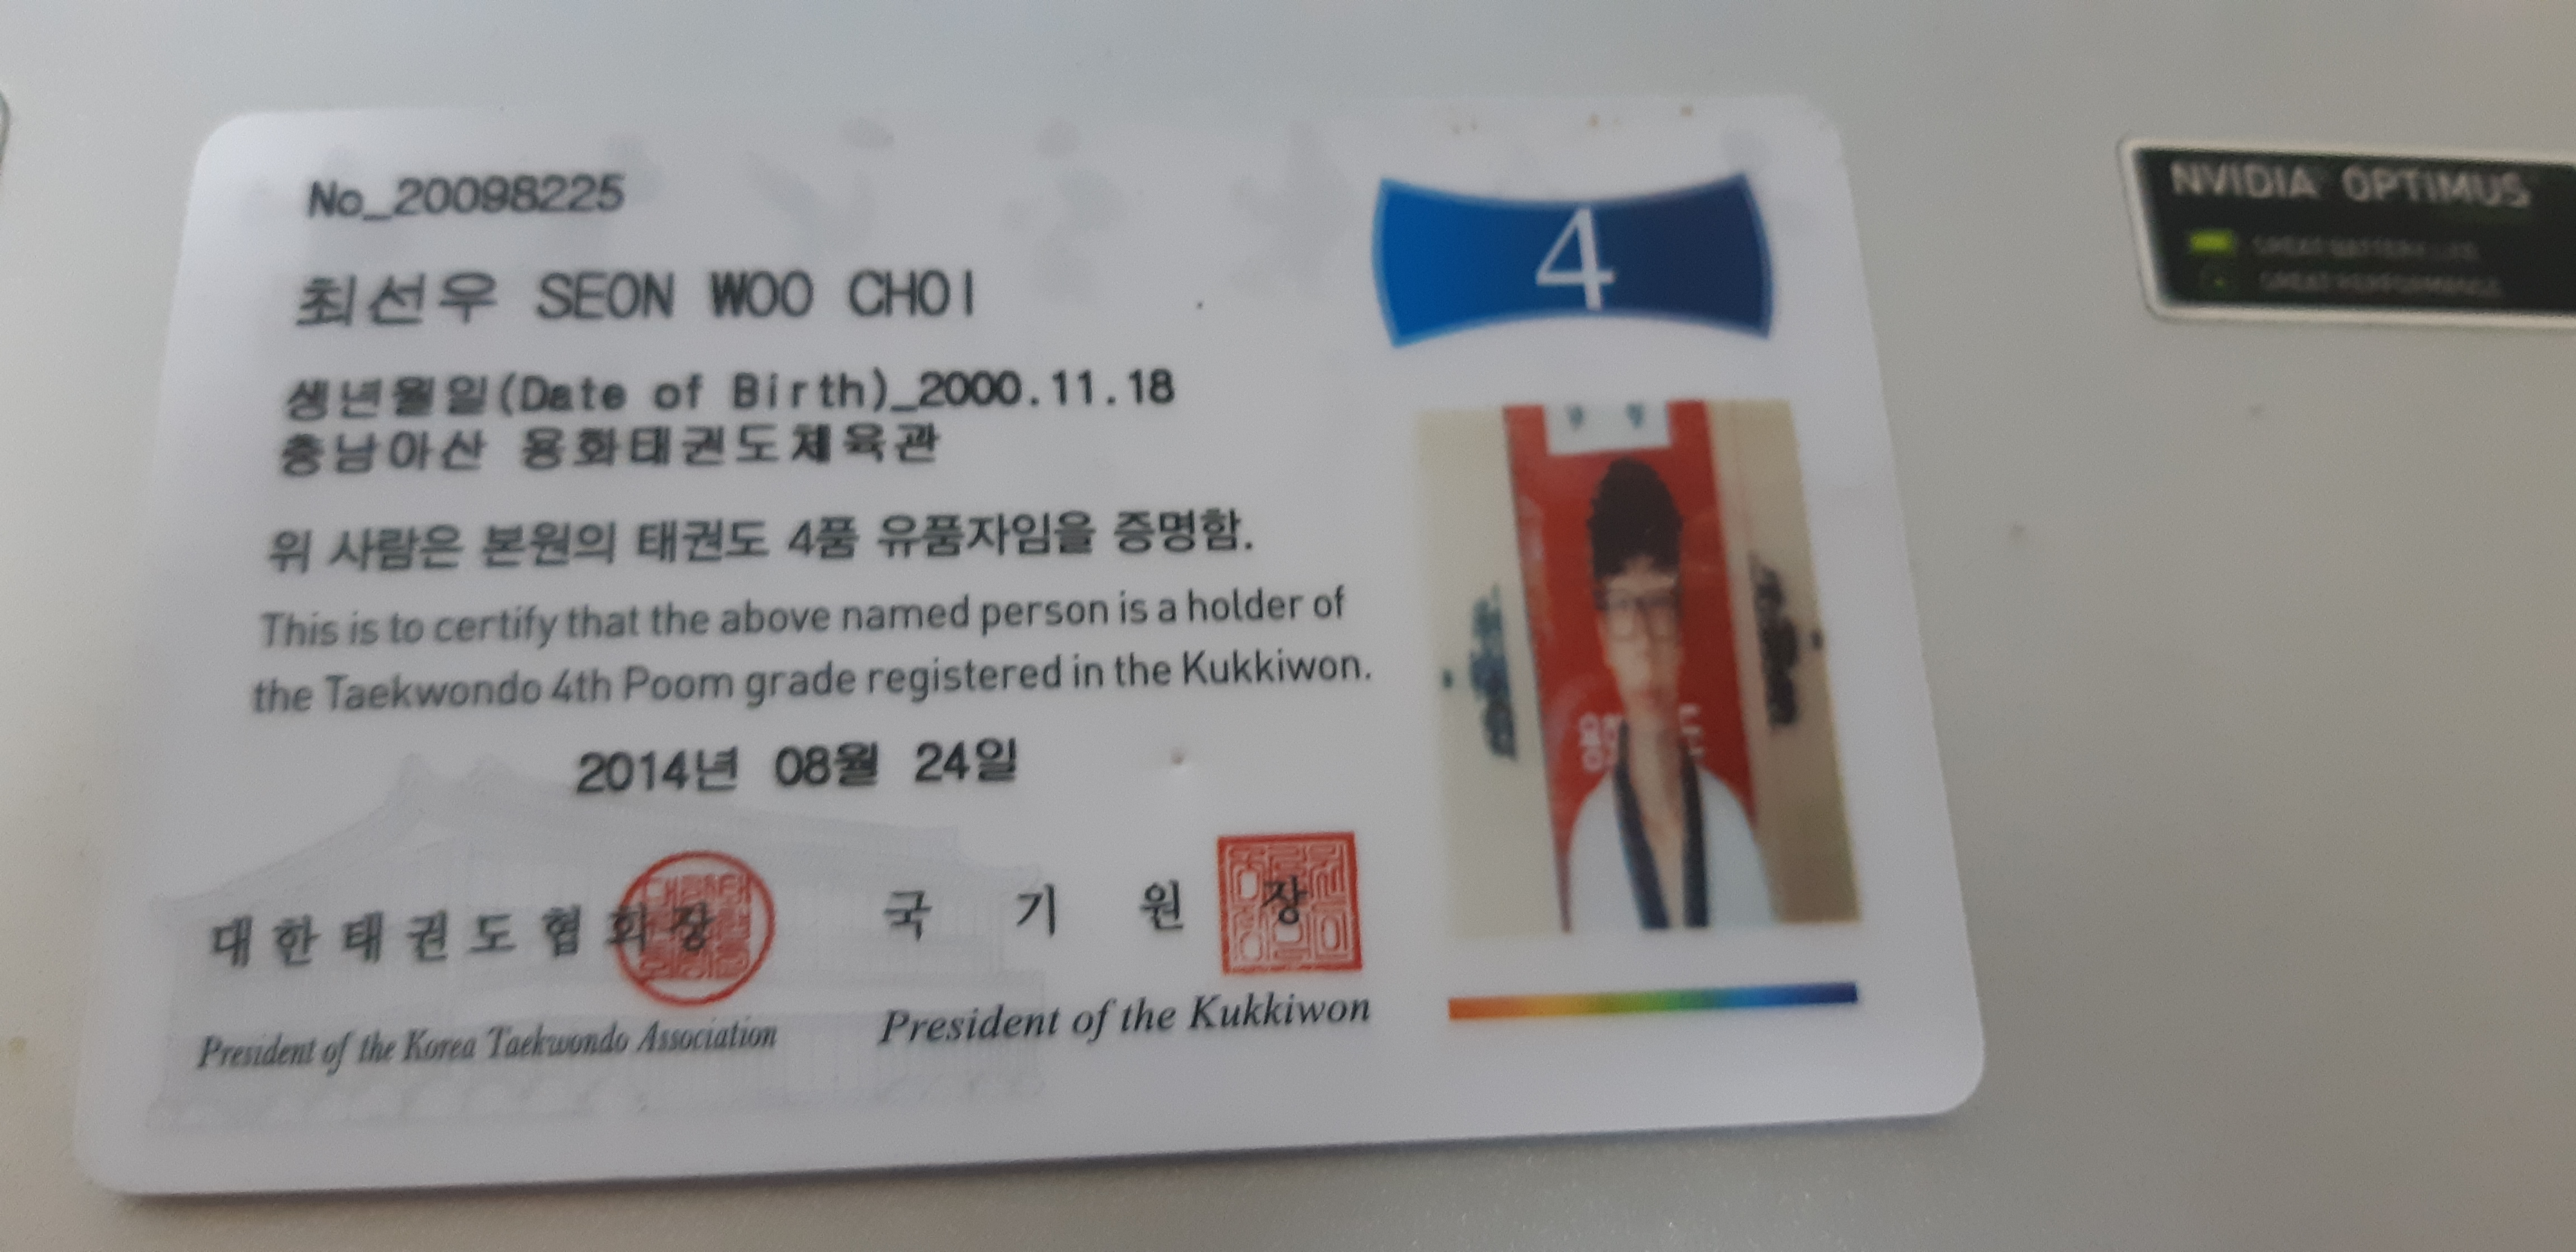 No_20098225
최선우 SEON WOO CHOI
생년월일(Date of Birth)_2000.11.18
충남아산 용화태권도체육관
위 사람은 본원의 태권도 4품 유품자임을 증명함.
This is to certify that the above named person is a holder of
the Taekwondo 4th Poom grade registered in the Kukkiwon.
2014년 08월 24일
대한태권도협회장
President of the Korea Taekwondo Association
국기원장
President of the Kukkiwon
4
NVIDIA OPTIMUS
GREAT BATTERY LIFE
GREAT PERFORMANCE